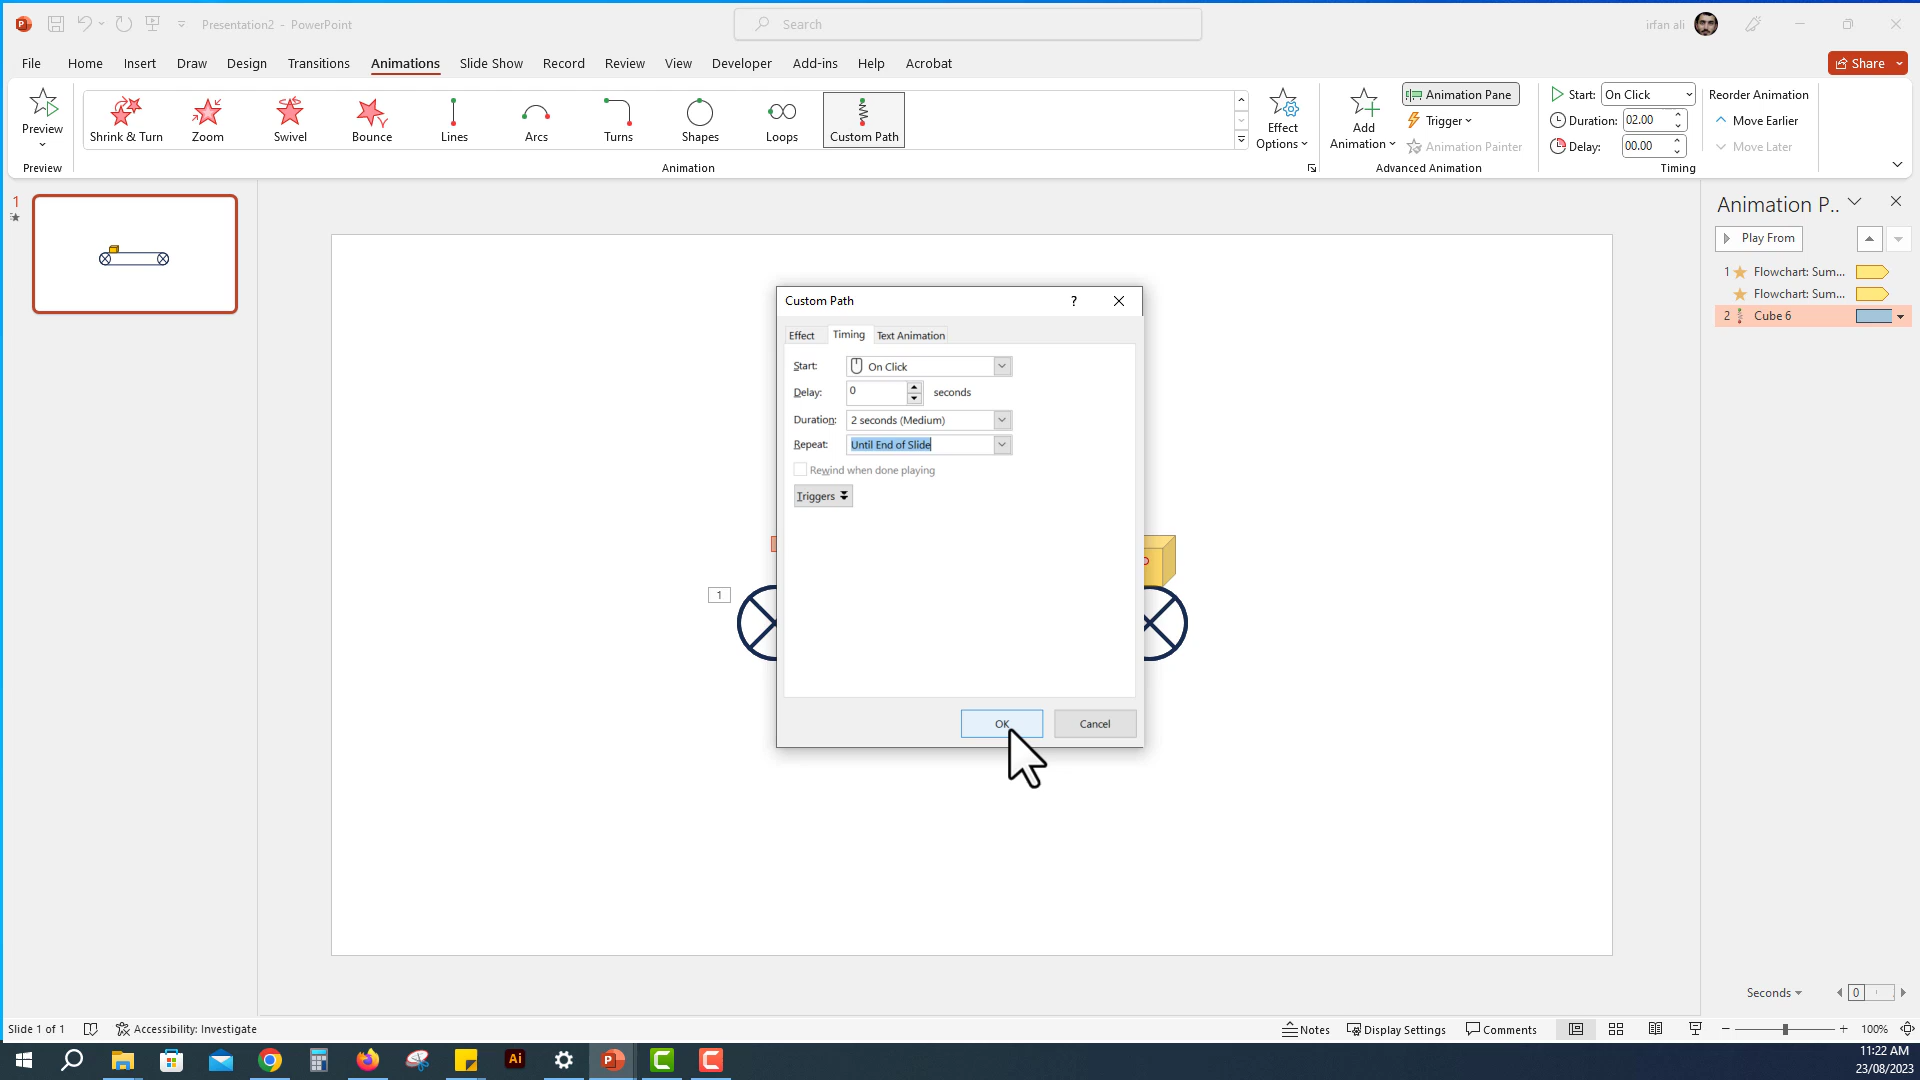 Presentation2 - PowerPoint
Search
irfan ali
File Home Insert Draw Design Transitions Animations Slide Show Record Review View Developer Add-ins Help Acrobat
Share
Preview
Shrink & Turn Zoom Swivel Bounce Lines Arcs Turns Shapes Loops Custom Path
Effect Options
Add Animation
Animation Pane
Trigger
Animation Painter
Start: On Click
Duration: 02.00
Delay: 00.00
Reorder Animation
Move Earlier
Move Later
Preview
Animation
Advanced Animation
Timing
1
Animation P..
Play From
1 Flowchart: Sum...
Flowchart: Sum...
2 Cube 6
Custom Path ?
Effect Timing Text Animation
Start: On Click
Delay: 0 seconds
Duration: 2 seconds (Medium)
Repeat: Until End of Slide
Rewind when done playing
Triggers
OK Cancel
1
Seconds 0
Slide 1 of 1 Accessibility: Investigate
Notes Display Settings Comments
100%
Ai
11:22 AM
23/08/2023